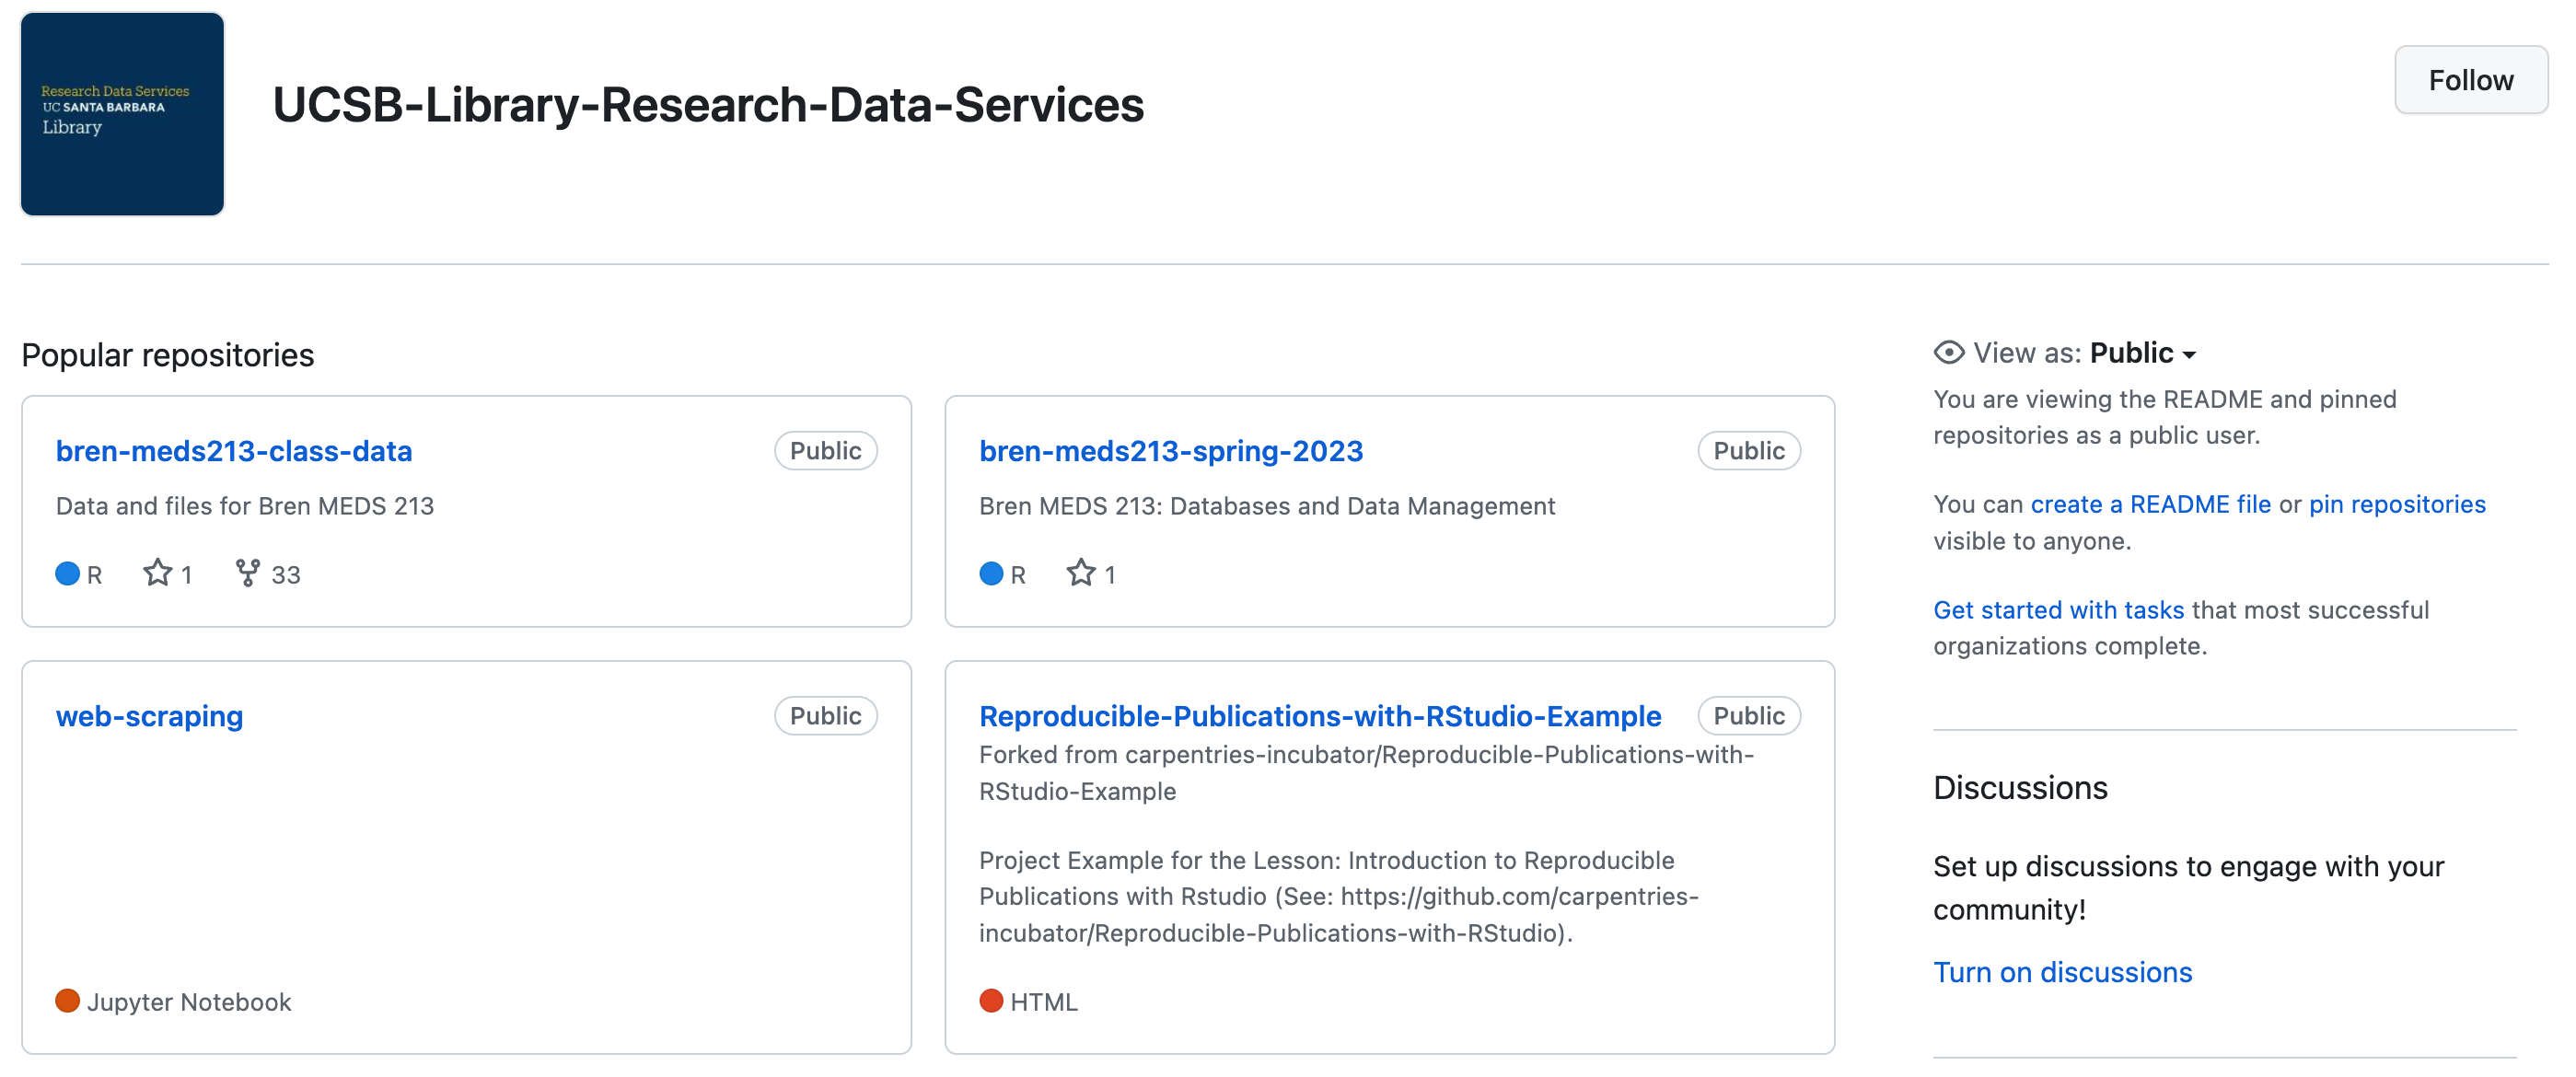 Research Data Services
UC SANTA BARBARA
Library
UCSB-Library-Research-Data-Services
Follow
Popular repositories
bren-meds213-class-data
Public
Data and files for Bren MEDS 213
R 1 33
bren-meds213-spring-2023
Public
Bren MEDS 213: Databases and Data Management
R 1
web-scraping
Public
Jupyter Notebook
Reproducible-Publications-with-RStudio-Example
Public
Forked from carpentries-incubator/Reproducible-Publications-with-
RStudio-Example
Project Example for the Lesson: Introduction to Reproducible
Publications with Rstudio (See: https://github.com/carpentries-
incubator/Reproducible-Publications-with-RStudio).
HTML
View as: Public
You are viewing the README and pinned
repositories as a public user.
You can create a README file or pin repositories
visible to anyone.
Get started with tasks that most successful
organizations complete.
Discussions
Set up discussions to engage with your
community!
Turn on discussions